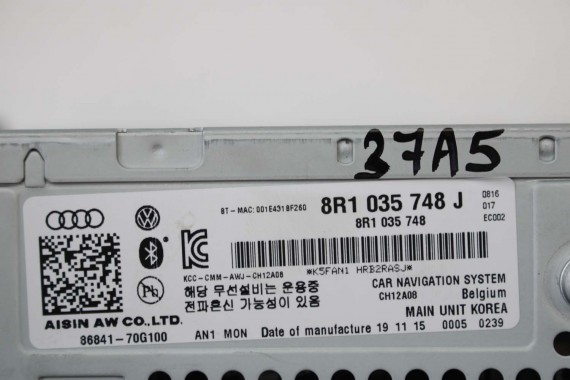 37A5
BT-MAC:001E431BF260
8R1 035 748 J
8R1 035 748
0816
017
EC002
KCC-CMM-AWJ-CH12A08
*K5FAN1 HRB2RASJ*
해당 무선설비는 운용중
전파혼신 가능성이 있음
CAR NAVIGATION SYSTEM
CH12A08 Belgium
MAIN UNIT KOREA
AISIN AW CO.,LTD.
86841-70G100
AN1 MON Date of manufacture 19 11 15 0005 0239